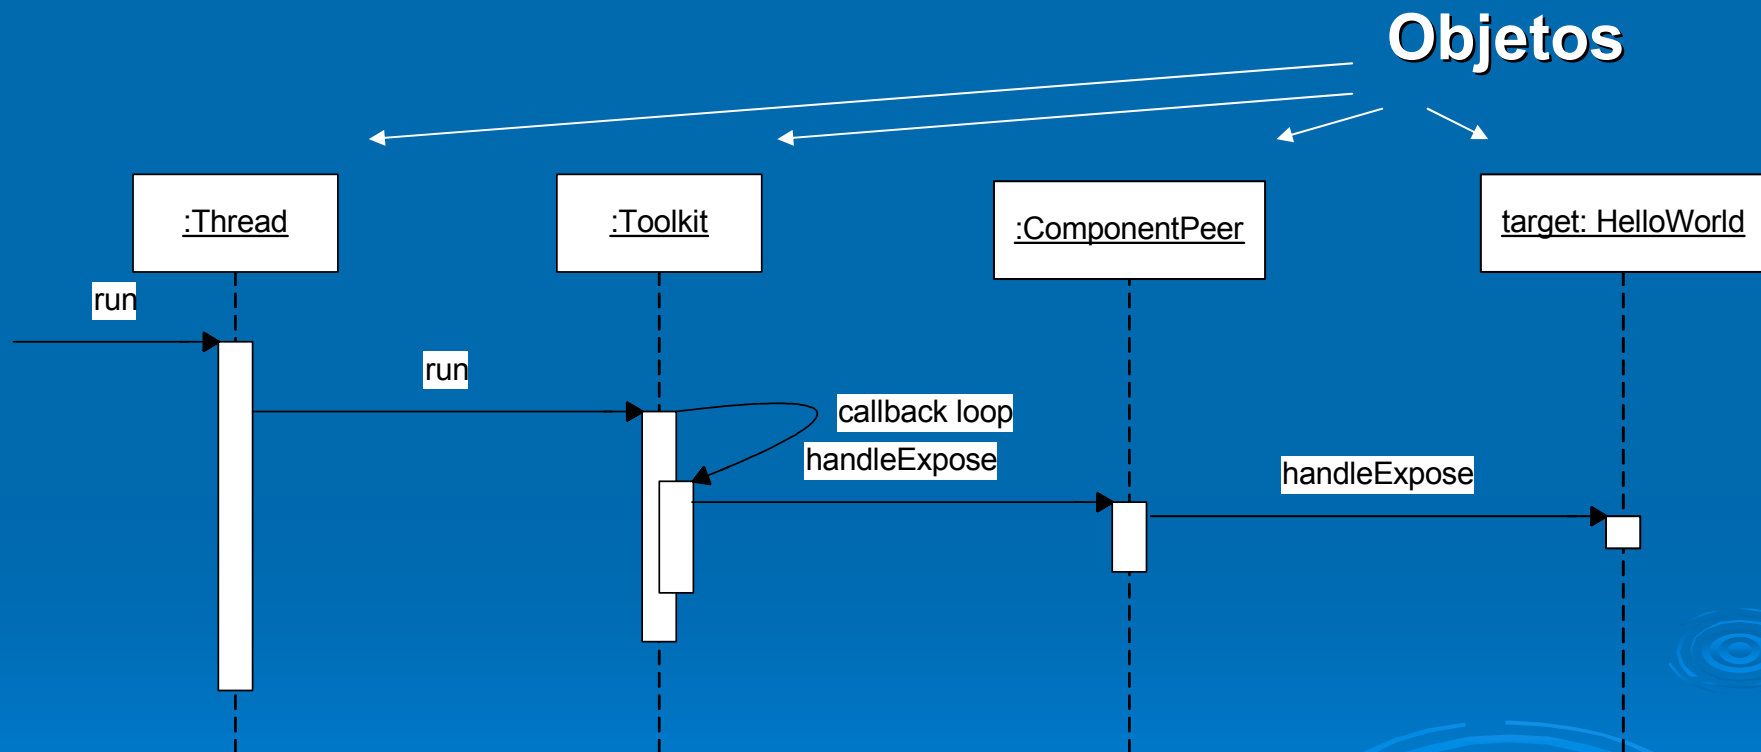 Objetos
:Thread
:Toolkit
:ComponentPeer
target: HelloWorld
run
run
callback loop
handleExpose
handleExpose